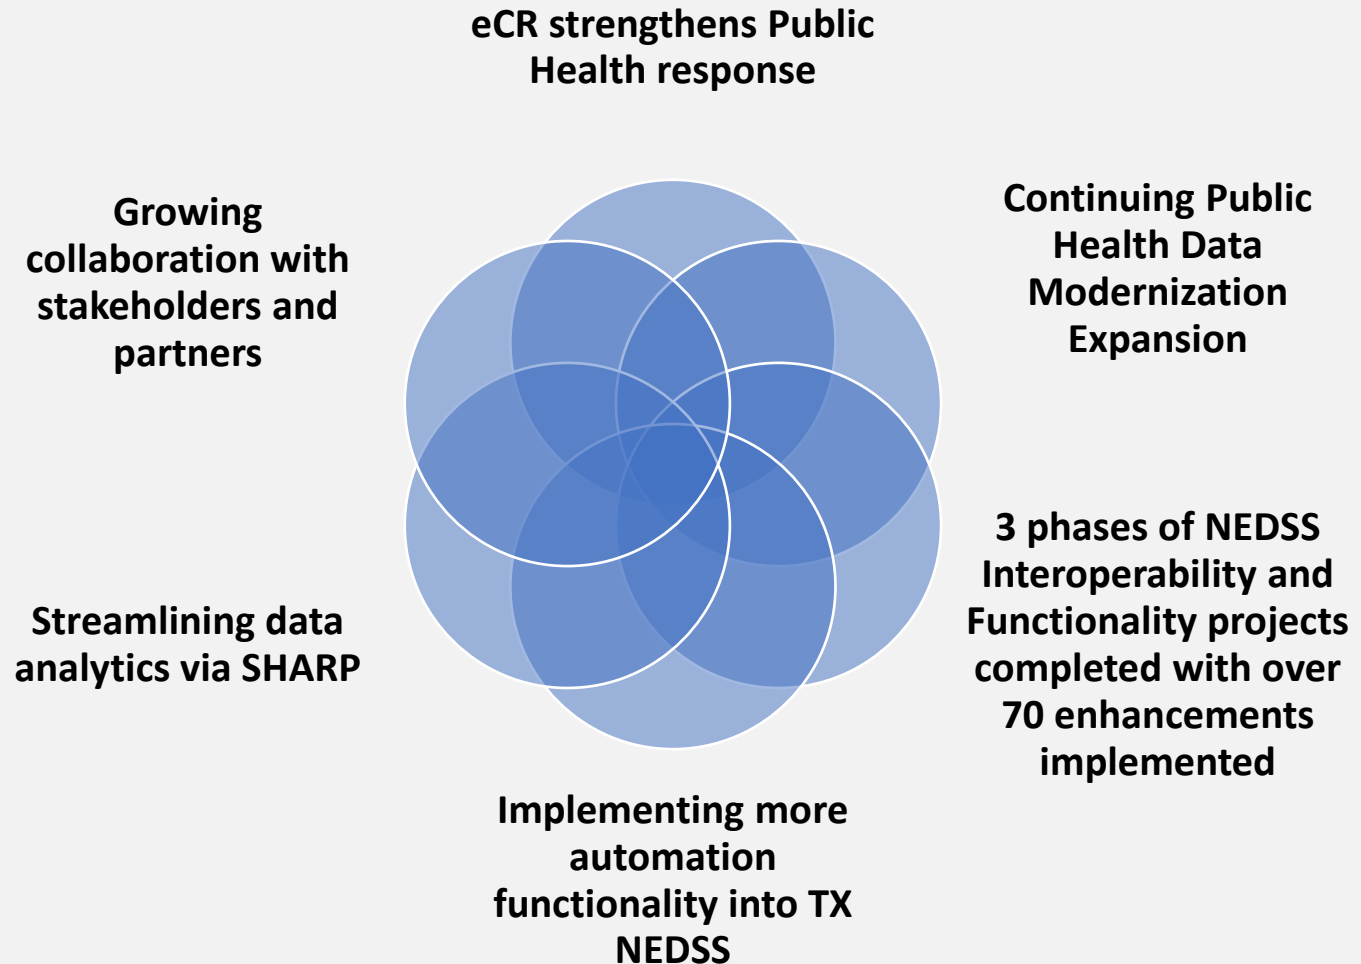 eCR strengthens Public
Health response
Growing
collaboration with
stakeholders and
partners
Continuing Public
Health Data
Modernization
Expansion
Streamlining data
analytics via SHARP
3 phases of NEDSS
Interoperability and
Functionality projects
completed with over
70 enhancements
implemented
Implementing more
automation
functionality into TX
NEDSS